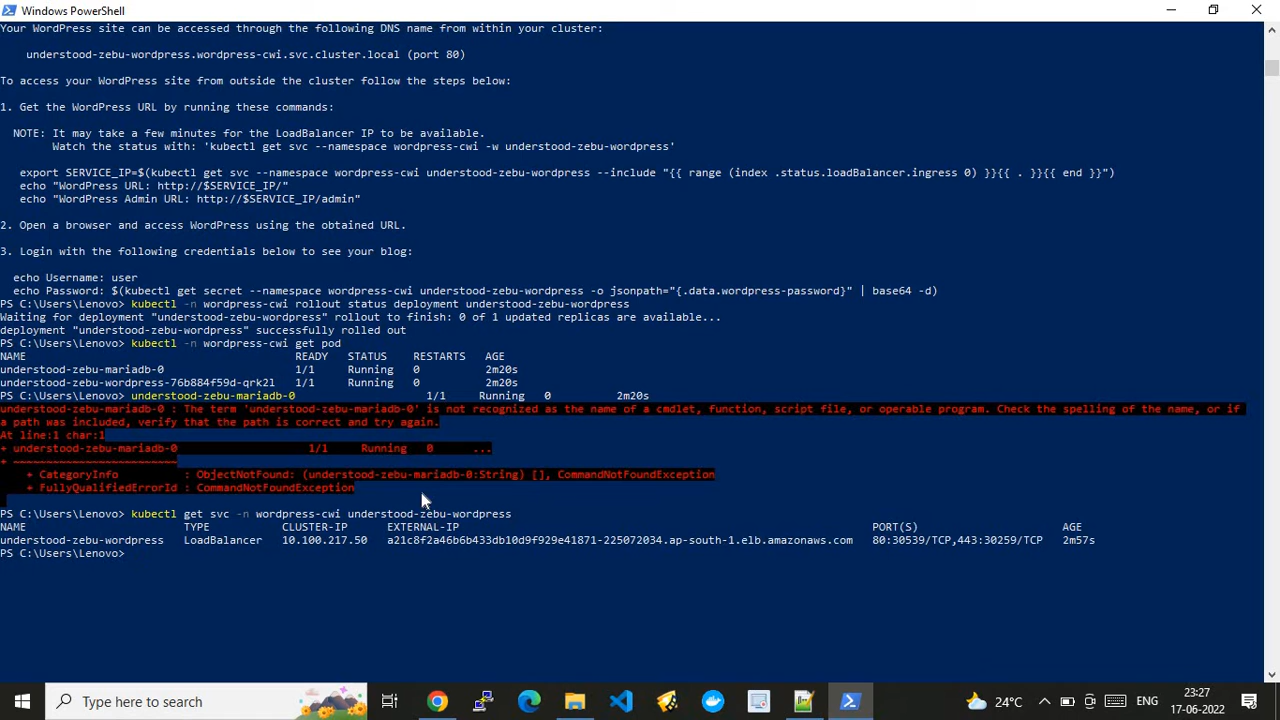 Windows PowerShell
Your WordPress site can be accessed through the following DNS name from within your cluster:
understood-zebu-wordpress.wordpress-cwi.svc.cluster.local (port 80)
To access your WordPress site from outside the cluster follow the steps below:
1. Get the WordPress URL by running these commands:
NOTE: It may take a few minutes for the LoadBalancer IP to be available.
Watch the status with: 'kubectl get svc --namespace wordpress-cwi -w understood-zebu-wordpress'
export SERVICE_IP=$(kubectl get svc --namespace wordpress-cwi understood-zebu-wordpress --include "{{ range (index .status.loadBalancer.ingress 0) }}{{ . }}{{ end }}")
echo "WordPress URL: http://$SERVICE_IP/"
echo "WordPress Admin URL: http://$SERVICE_IP/admin"
2. Open a browser and access WordPress using the obtained URL.
3. Login with the following credentials below to see your blog:
echo Username: user
echo Password: $(kubectl get secret --namespace wordpress-cwi understood-zebu-wordpress -o jsonpath="{.data.wordpress-password}" | base64 -d)
PS C:\Users\Lenovo> kubectl -n wordpress-cwi rollout status deployment understood-zebu-wordpress
Waiting for deployment "understood-zebu-wordpress" rollout to finish: 0 of 1 updated replicas are available...
deployment "understood-zebu-wordpress" successfully rolled out
PS C:\Users\Lenovo> kubectl -n wordpress-cwi get pod
NAME READY STATUS RESTARTS AGE
understood-zebu-mariadb-0 1/1 Running 0 2m20s
understood-zebu-wordpress-76b884f59d-qrk2l 1/1 Running 0 2m20s
PS C:\Users\Lenovo> understood-zebu-mariadb-0 1/1 Running 0 2m20s
understood-zebu-mariadb-0 : The term 'understood-zebu-mariadb-0' is not recognized as the name of a cmdlet, function, script file, or operable program. Check the spelling of the name, or if
a path was included, verify that the path is correct and try again.
At line:1 char:1
+ understood-zebu-mariadb-0 1/1 Running 0 ...
+ ~~~~~~~~~~~~~~~~~~~~~~~~~
+ CategoryInfo : ObjectNotFound: (understood-zebu-mariadb-0:String) [], CommandNotFoundException
+ FullyQualifiedErrorId : CommandNotFoundException
PS C:\Users\Lenovo> kubectl get svc -n wordpress-cwi understood-zebu-wordpress
NAME TYPE CLUSTER-IP EXTERNAL-IP PORT(S) AGE
understood-zebu-wordpress LoadBalancer 10.100.217.50 a21c8f2a46b6b433db10d9f929e41871-225072034.ap-south-1.elb.amazonaws.com 80:30539/TCP,443:30259/TCP 2m57s
PS C:\Users\Lenovo>
Type here to search
24°C
ENG
23:27
17-06-2022